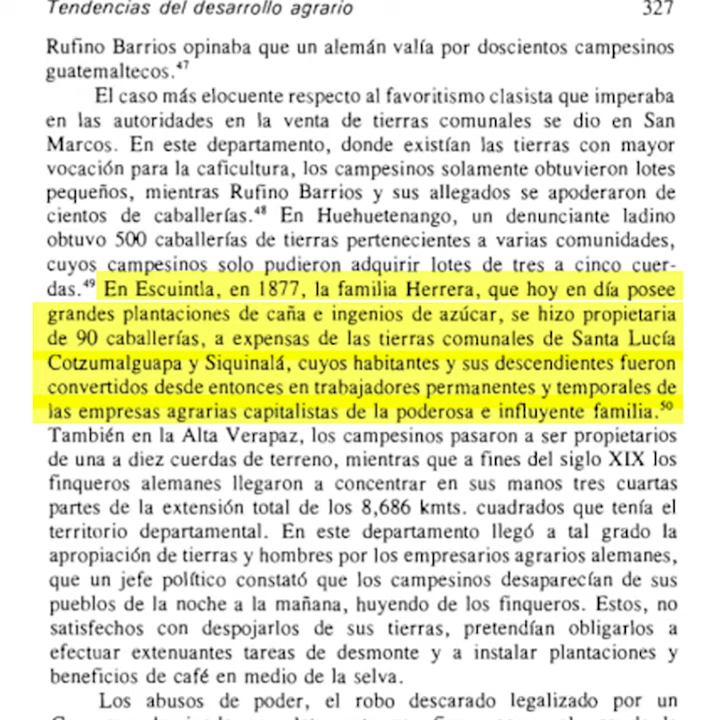 Tendencias del desarrollo agrario 327
Rufino Barrios opinaba que un alemán valía por doscientos campesinos
guatemaltecos.⁴⁷
El caso más elocuente respecto al favoritismo clasista que imperaba
en las autoridades en la venta de tierras comunales se dio en San
Marcos. En este departamento, donde existían las tierras con mayor
vocación para la caficultura, los campesinos solamente obtuvieron lotes
pequeños, mientras Rufino Barrios y sus allegados se apoderaron de
cientos de caballerías.⁴⁸ En Huehuetenango, un denunciante ladino
obtuvo 500 caballerías de tierras pertenecientes a varias comunidades,
cuyos campesinos solo pudieron adquirir lotes de tres a cinco cuer-
das.⁴⁹ En Escuintla, en 1877, la familia Herrera, que hoy en día posee
grandes plantaciones de caña e ingenios de azúcar, se hizo propietaria
de 90 caballerías, a expensas de las tierras comunales de Santa Lucía
Cotzumalguapa y Siquinalá, cuyos habitantes y sus descendientes fueron
convertidos desde entonces en trabajadores permanentes y temporales de
las empresas agrarias capitalistas de la poderosa e influyente familia.⁵⁰
También en la Alta Verapaz, los campesinos pasaron a ser propietarios
de una a diez cuerdas de terreno, mientras que a fines del siglo XIX los
finqueros alemanes llegaron a concentrar en sus manos tres cuartas
partes de la extensión total de los 8,686 kmts. cuadrados que tenía el
territorio departamental. En este departamento llegó a tal grado la
apropiación de tierras y hombres por los empresarios agrarios alemanes,
que un jefe político constató que los campesinos desaparecían de sus
pueblos de la noche a la mañana, huyendo de los finqueros. Estos, no
satisfechos con despojarlos de sus tierras, pretendían obligarlos a
efectuar extenuantes tareas de desmonte y a instalar plantaciones y
beneficios de café en medio de la selva.
Los abusos de poder, el robo descarado legalizado por un